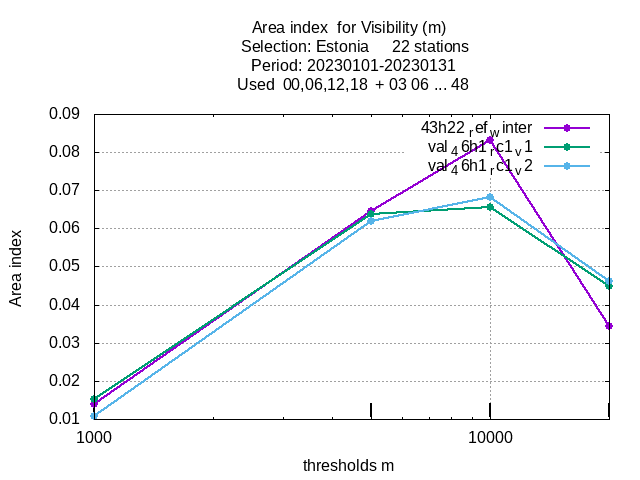 Area index  for Visibility (m)
Selection: Estonia     22 stations
Period: 20230101-20230131
Used  00,06,12,18  + 03 06 ... 48
0.09
43h22_ref_winter
0.08
val_46h1_rc1_v1
val_46h1_rc1_v2
0.07
0.06
0.05
0.04
0.03
0.02
0.01
Area index
1000 10000
thresholds m